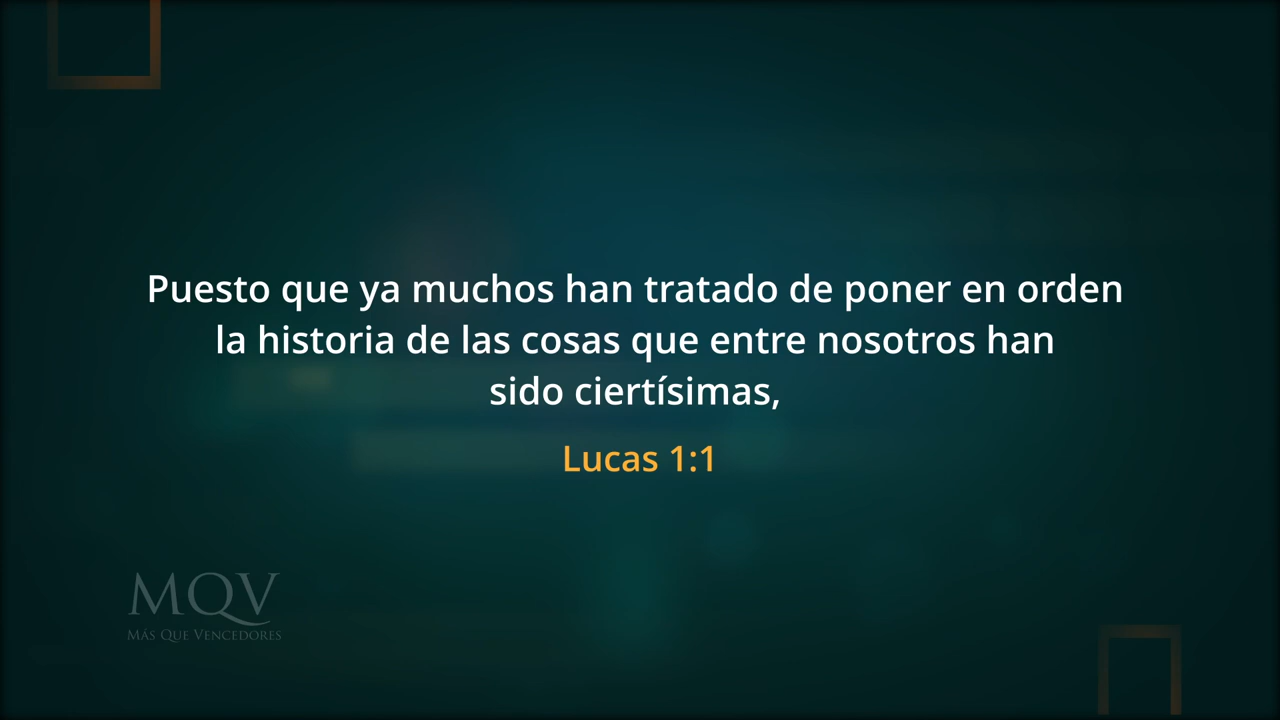 Puesto que ya muchos han tratado de poner en orden
la historia de las cosas que entre nosotros han
sido ciertísimas,
Lucas 1:1
MQV
Más Que Vencedores